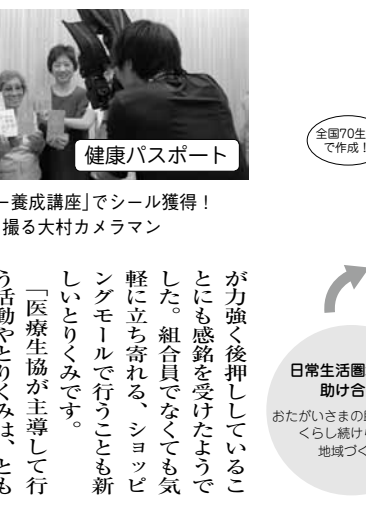 健康パスポート
ー養成講座」でシール獲得！
撮る大村カメラマン
が力強く後押ししているこ
とにも感銘を受けたようで
した。組合員でなくても気
軽に立ち寄れる、ショッピ
ングモールで行うことも新
しいとりくみです。
「医療生協が主導して行
う活動やとりくみは、とも
全国70生
で作成！
日常生活圏
助け合
おたがいさまの
くらし続け
地域づく